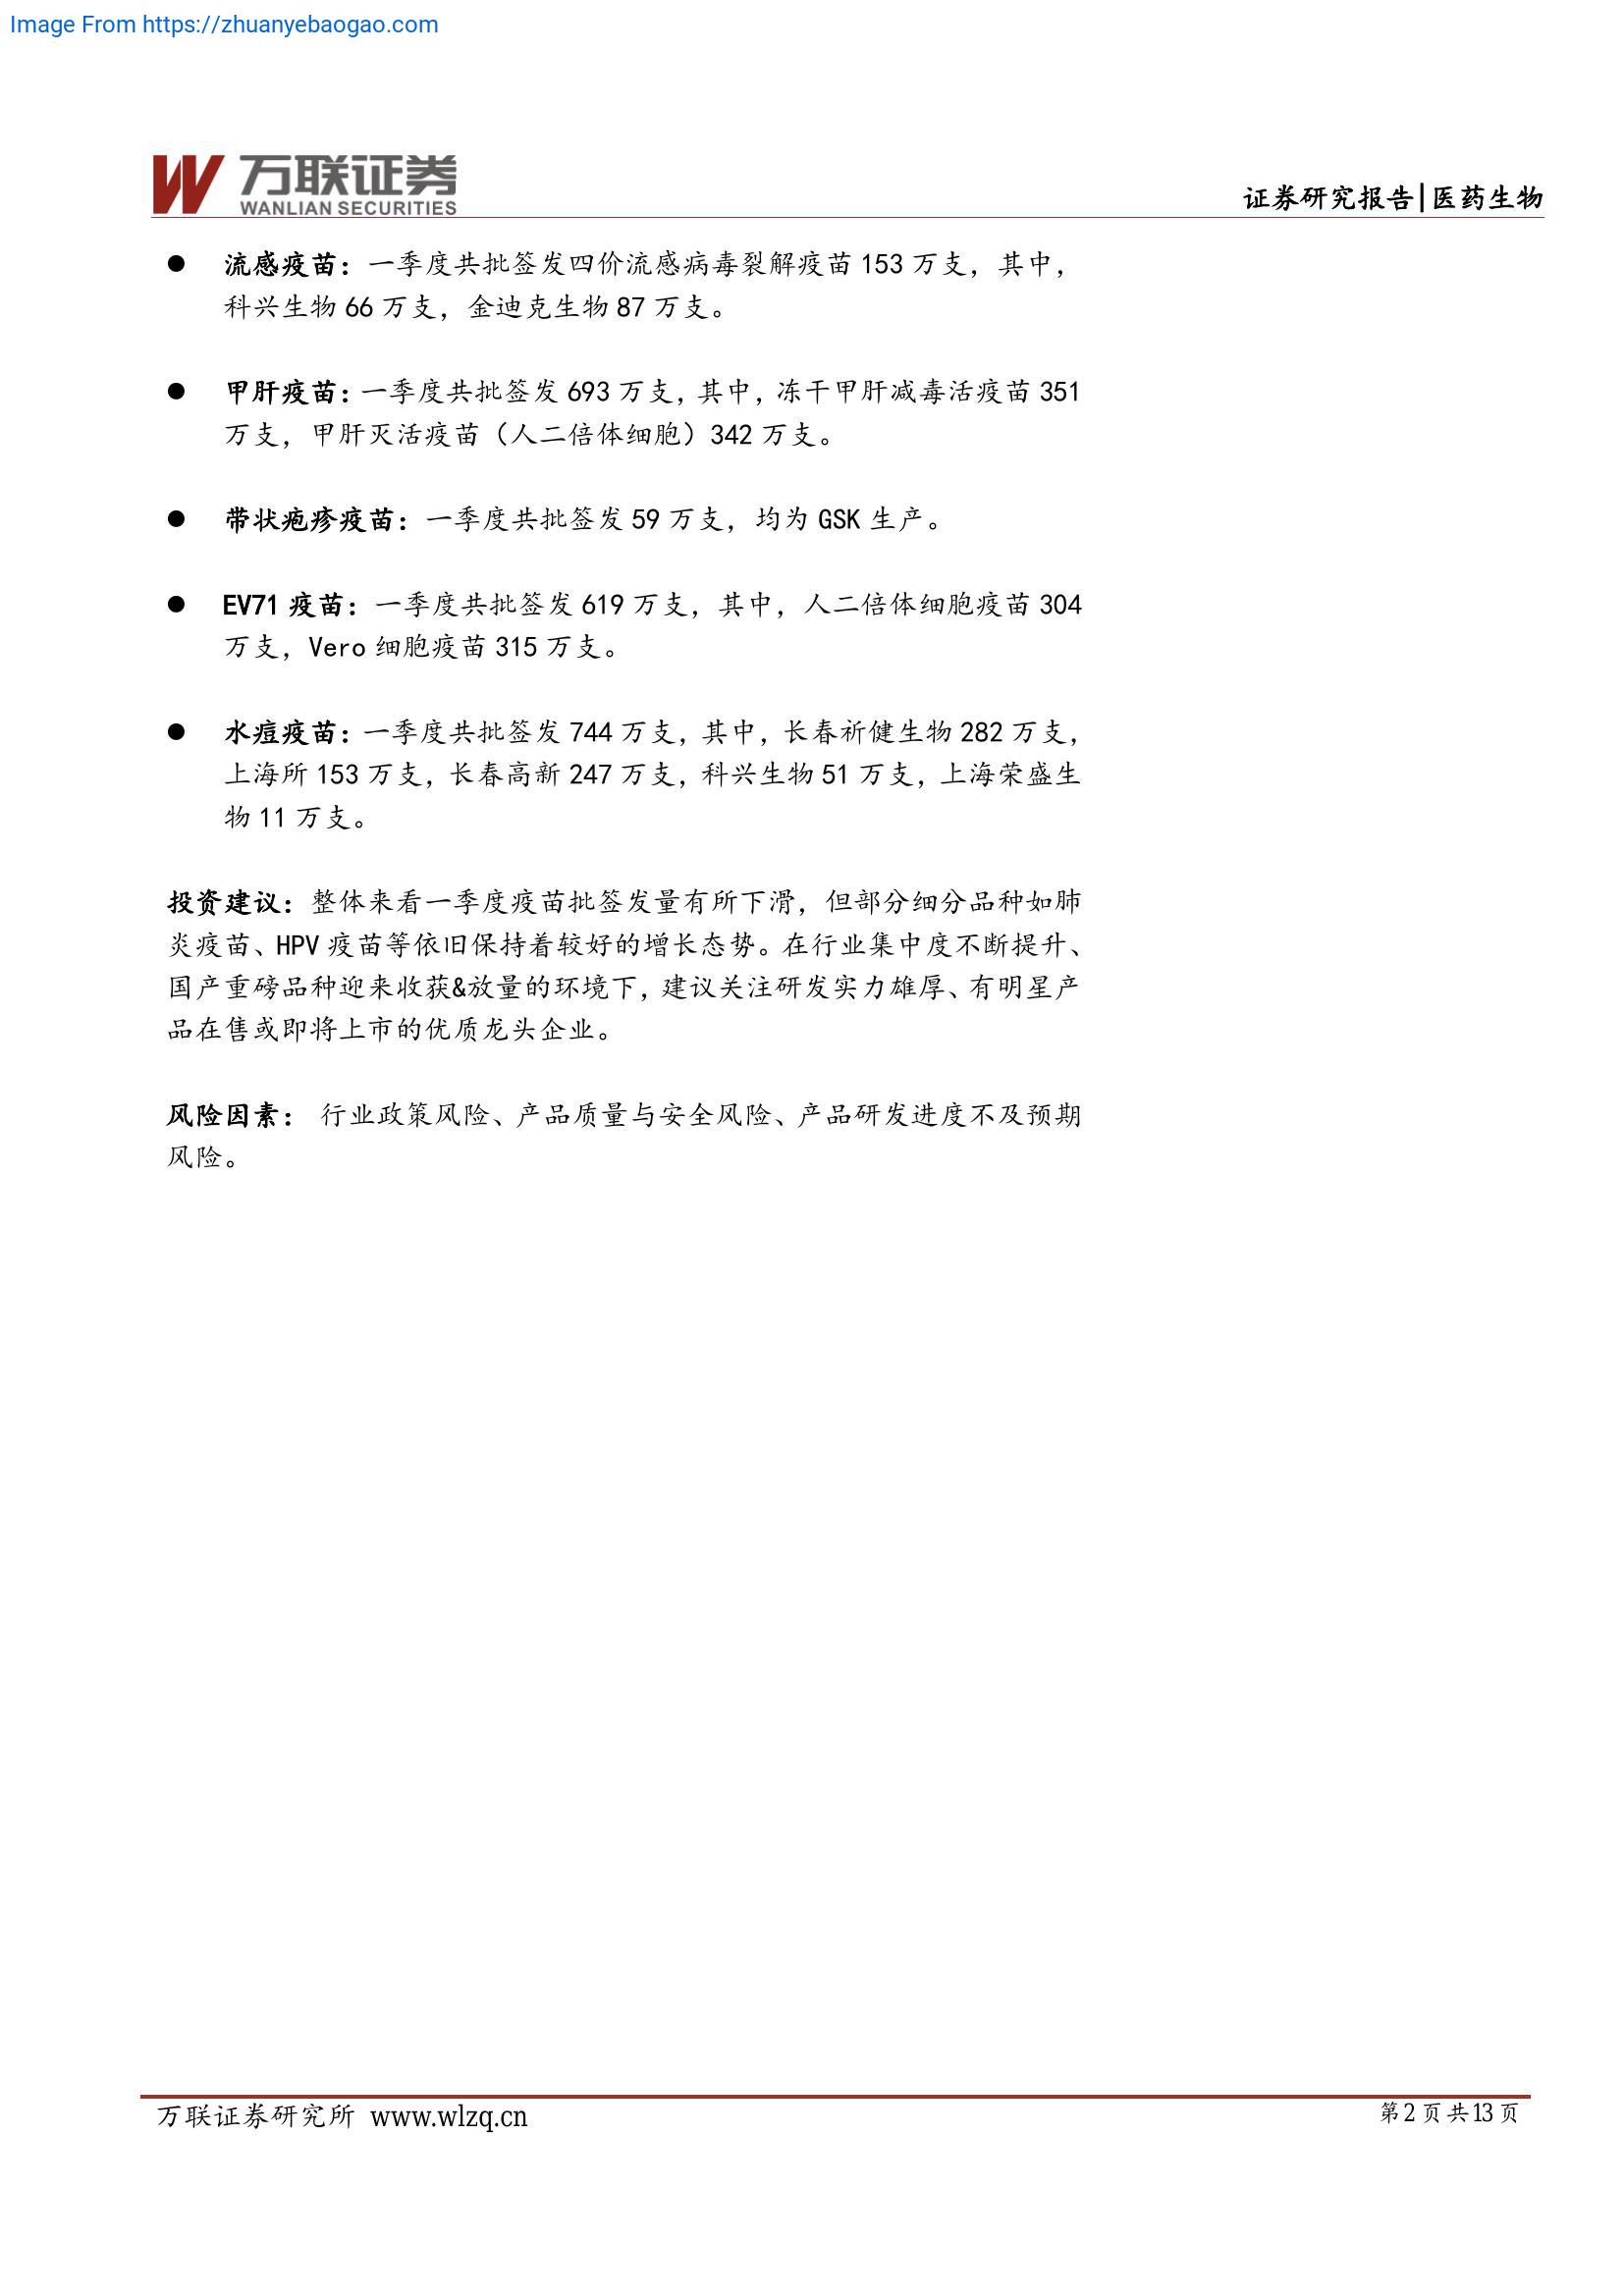 Image From https://zhuanyebaogao.com
万联证券
WANLIAN SECURITIES
证券研究报告|医药生物
● 流感疫苗：一季度共批签发四价流感病毒裂解疫苗 153 万支，其中，
科兴生物 66 万支，金迪克生物 87 万支。
● 甲肝疫苗：一季度共批签发 693 万支，其中，冻干甲肝减毒活疫苗 351
万支，甲肝灭活疫苗（人二倍体细胞）342 万支。
● 带状疱疹疫苗：一季度共批签发 59 万支，均为 GSK 生产。
● EV71 疫苗：一季度共批签发 619 万支，其中，人二倍体细胞疫苗 304
万支，Vero 细胞疫苗 315 万支。
● 水痘疫苗：一季度共批签发 744 万支，其中，长春祈健生物 282 万支，
上海所 153 万支，长春高新 247 万支，科兴生物 51 万支，上海荣盛生
物 11 万支。
投资建议：整体来看一季度疫苗批签发量有所下滑，但部分细分品种如肺
炎疫苗、HPV 疫苗等依旧保持着较好的增长态势。在行业集中度不断提升、
国产重磅品种迎来收获&放量的环境下，建议关注研发实力雄厚、有明星产
品在售或即将上市的优质龙头企业。
风险因素： 行业政策风险、产品质量与安全风险、产品研发进度不及预期
风险。
万联证券研究所 www.wlzq.cn
第 2 页 共 13 页